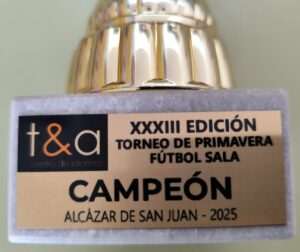 t&a
XXXIII EDICIÓN
TORNEO DE PRIMAVERA
FÚTBOL SALA
CAMPEÓN
ALCÁZAR DE SAN JUAN - 2025